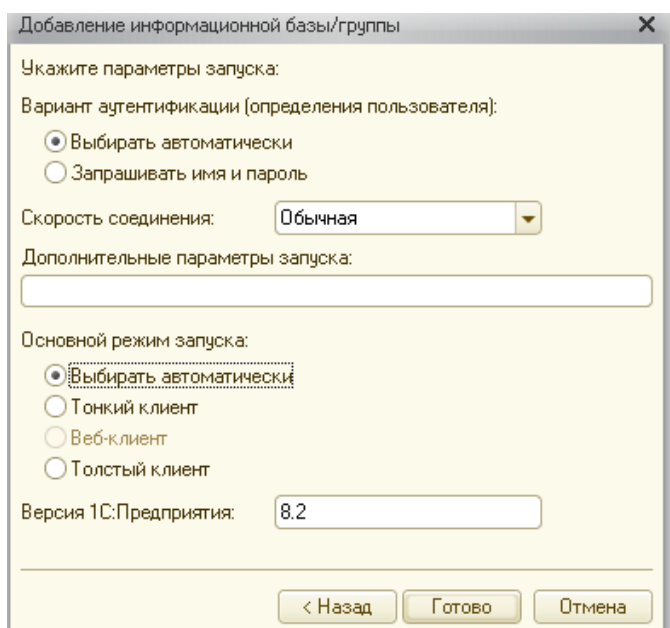 Добавление информационной базы/группы
Укажите параметры запуска:
Вариант аутентификации (определения пользователя):
Выбирать автоматически
Запрашивать имя и пароль
Скорость соединения: Обычная
Дополнительные параметры запуска:
Основной режим запуска:
Выбирать автоматически
Тонкий клиент
Веб-клиент
Толстый клиент
Версия 1С:Предприятия: 8.2
< Назад Готово Отмена